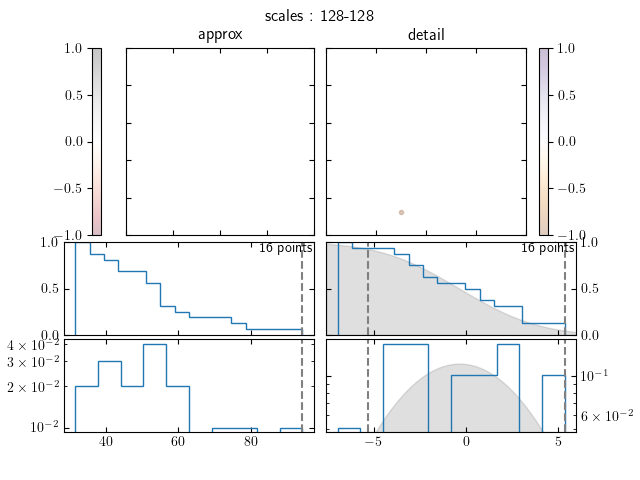 scales : 128-128
approx detail
1.0 1.0
0.5 0.5
0.0 0.0
−0.5 −0.5
−1.0 −1.0
1.0 16 points 16 points 1.0
0.5 0.5
0.0 0.0
4 × 10⁻²
3 × 10⁻²
2 × 10⁻² 10⁻¹
6 × 10⁻²
10⁻²
40 60 80 −5 0 5